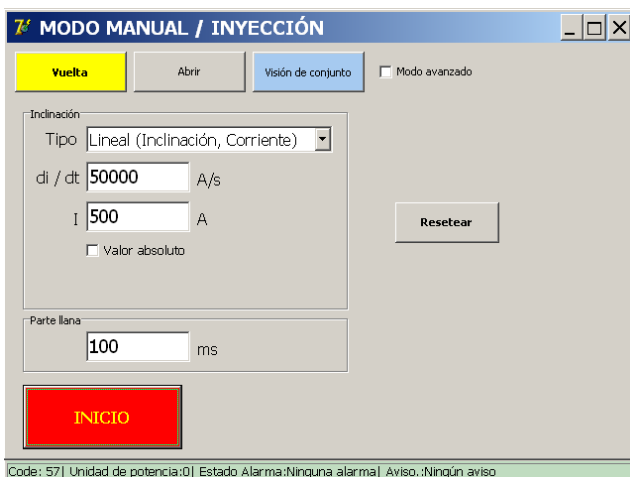 MODO MANUAL / INYECCIÓN
Vuelta
Abrir
Visión de conjunto
Modo avanzado
Inclinación
Tipo Lineal (Inclinación, Corriente)
di / dt 50000 A/s
I 500 A
Resetear
Valor absoluto
Parte llana
100 ms
INICIO
Code: 57| Unidad de potencia:0| Estado Alarma:Ninguna alarma| Aviso.:Ningún aviso